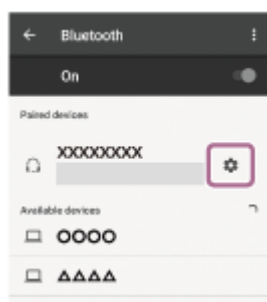 Bluetooth
On
Paired devices
XXXXXXXX
Available devices
OOOO
ΔΔΔΔ